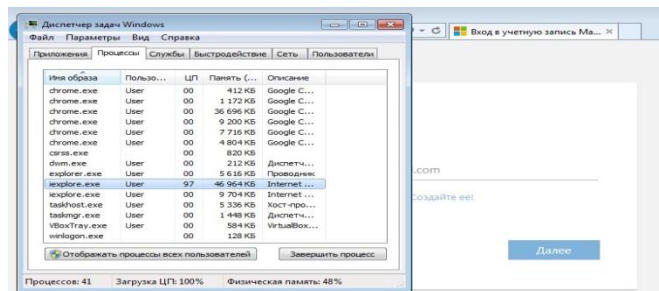 Диспетчер задач Windows
Файл Параметры Вид Справка
Приложения Процессы Службы Быстродействие Сеть Пользователи
Имя образа Пользо... ЦП Память (... Описание
chrome.exe User 00 412 КБ Google C...
chrome.exe User 00 1 172 КБ Google C...
chrome.exe User 00 36 696 КБ Google C...
chrome.exe User 00 9 200 КБ Google C...
chrome.exe User 00 7 716 КБ Google C...
chrome.exe User 00 4 804 КБ Google C...
csrss.exe 00 820 КБ
dwm.exe User 00 212 КБ Диспетч...
explorer.exe User 00 5 616 КБ Проводник
iexplore.exe User 97 46 964 КБ Internet ...
iexplore.exe User 00 9 704 КБ Internet ...
taskhost.exe User 00 5 336 КБ Хост-про...
taskmgr.exe User 00 1 448 КБ Диспетч...
VBoxTray.exe User 00 584 КБ VirtualBox...
winlogon.exe 00 128 КБ
Отображать процессы всех пользователей Завершить процесс
Процессов: 41 Загрузка ЦП: 100% Физическая память: 48%
Вход в учетную запись Ma...
.com
Создайте ее!
Далее